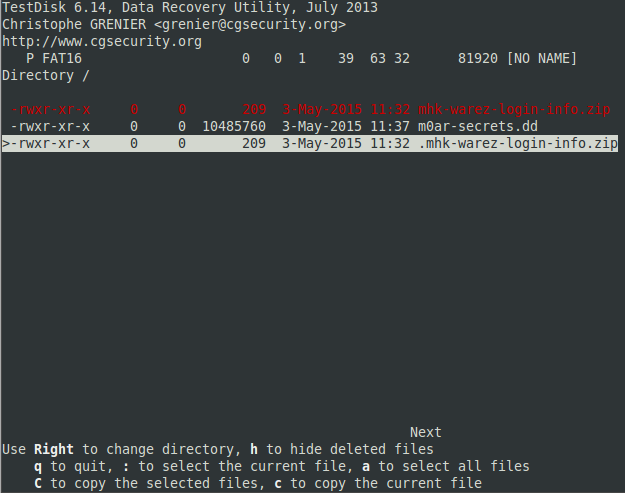 TestDisk 6.14, Data Recovery Utility, July 2013
Christophe GRENIER <grenier@cgsecurity.org>
http://www.cgsecurity.org
P FAT16 0 0 1 39 63 32 81920 [NO NAME]
Directory /
-rwxr-xr-x 0 0 209 3-May-2015 11:32 mhk-warez-login-info.zip
-rwxr-xr-x 0 0 10485760 3-May-2015 11:37 m0ar-secrets.dd
>-rwxr-xr-x 0 0 209 3-May-2015 11:32 .mhk-warez-login-info.zip
Next
Use Right to change directory, h to hide deleted files
q to quit, : to select the current file, a to select all files
C to copy the selected files, c to copy the current file